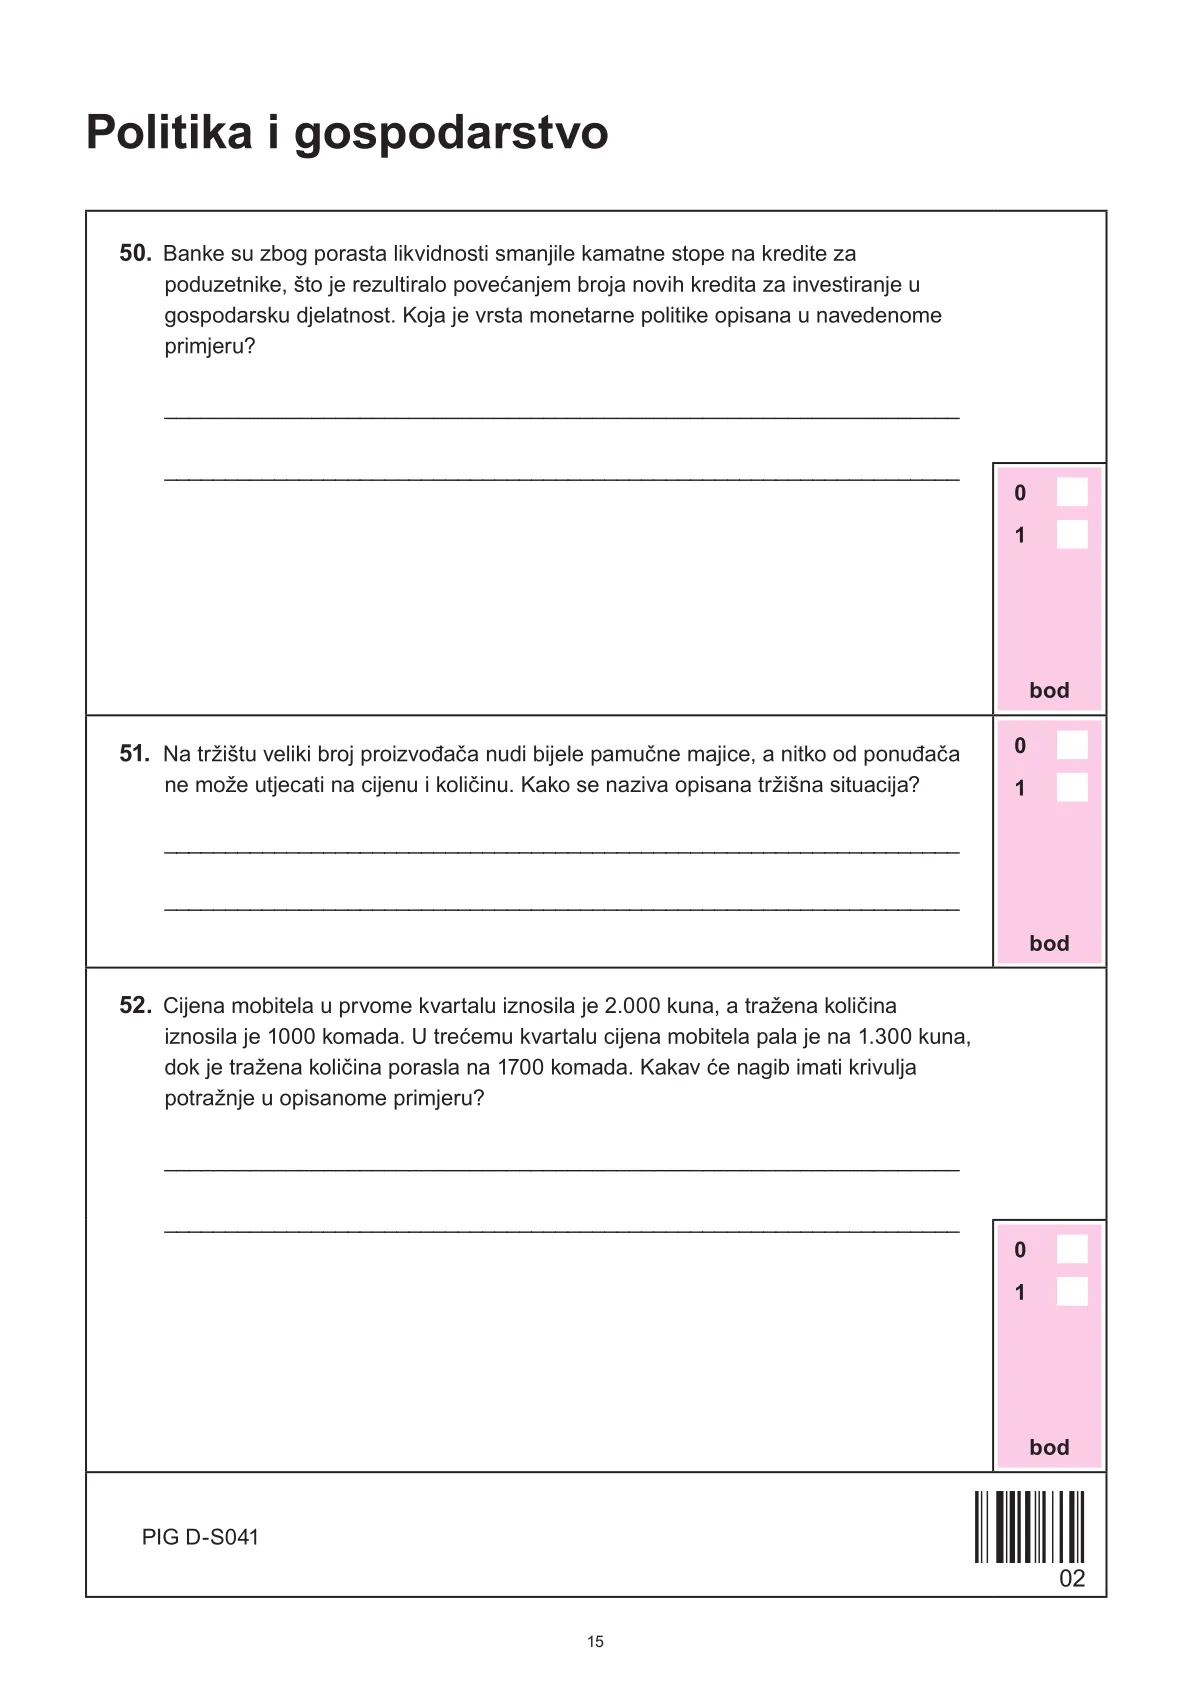 Politika i gospodarstvo
50. Banke su zbog porasta likvidnosti smanjile kamatne stope na kredite za
poduzetnike, što je rezultiralo povećanjem broja novih kredita za investiranje u
gospodarsku djelatnost. Koja je vrsta monetarne politike opisana u navedenome
primjeru?
0
1
bod
51. Na tržištu veliki broj proizvođača nudi bijele pamučne majice, a nitko od ponuđača
ne može utjecati na cijenu i količinu. Kako se naziva opisana tržišna situacija?
0
1
bod
52. Cijena mobitela u prvome kvartalu iznosila je 2.000 kuna, a tražena količina
iznosila je 1000 komada. U trećemu kvartalu cijena mobitela pala je na 1.300 kuna,
dok je tražena količina porasla na 1700 komada. Kakav će nagib imati krivulja
potražnje u opisanome primjeru?
0
1
bod
PIG D-S041
02
15